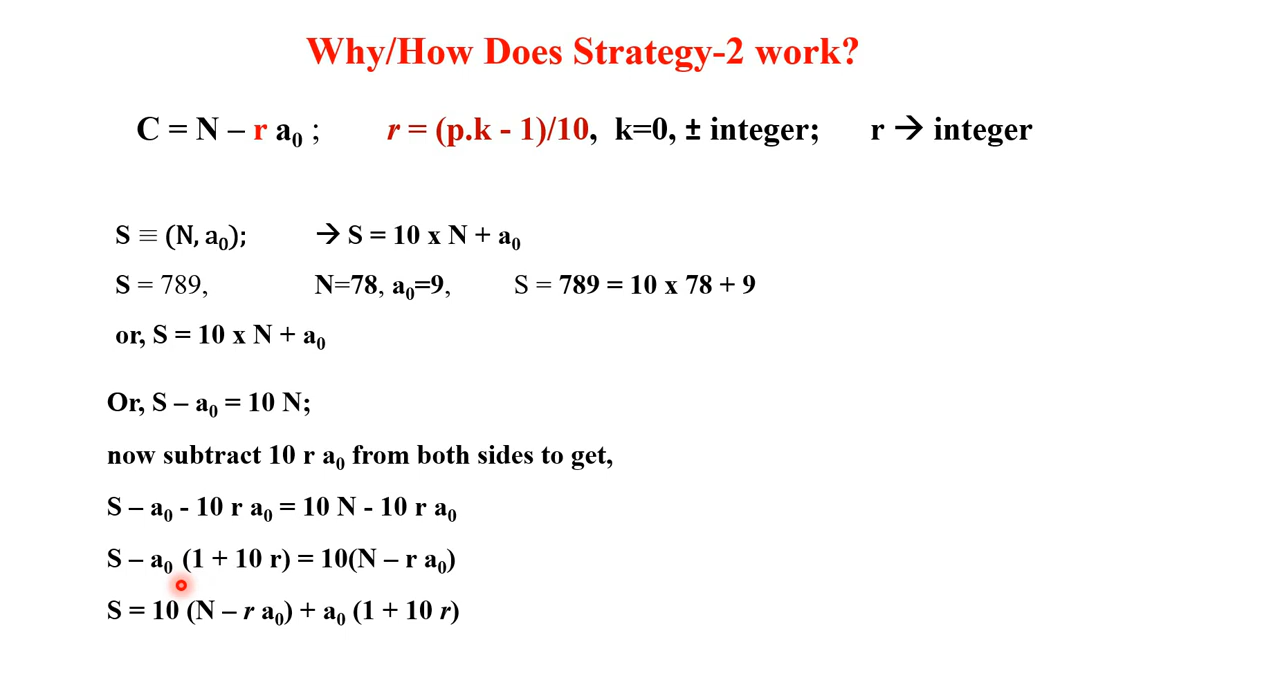 Why/How Does Strategy-2 work?
C = N – r a₀ ; r = (p.k - 1)/10, k=0, ± integer; r → integer
S ≡ (N, a₀); → S = 10 x N + a₀
S = 789, N=78, a₀=9, S = 789 = 10 x 78 + 9
or, S = 10 x N + a₀
Or, S – a₀ = 10 N;
now subtract 10 r a₀ from both sides to get,
S – a₀ - 10 r a₀ = 10 N - 10 r a₀
S – a₀ (1 + 10 r) = 10(N – r a₀)
S = 10 (N – r a₀) + a₀ (1 + 10 r)